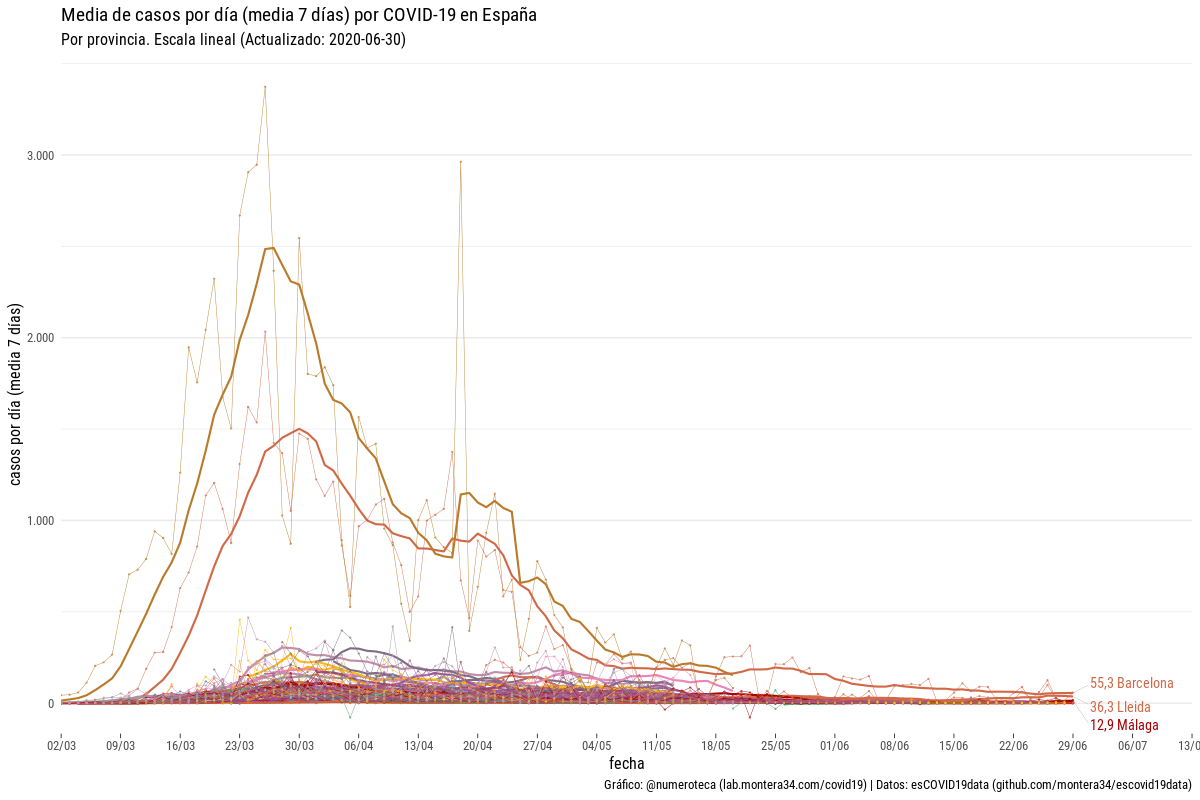 Media de casos por día (media 7 días) por COVID-19 en España
Por provincia. Escala lineal (Actualizado: 2020-06-30)
casos por día (media 7 días)
3.000
2.000
1.000
0
55,3 Barcelona
36,3 Lleida
12,9 Málaga
02/03 09/03 16/03 23/03 30/03 06/04 13/04 20/04 27/04 04/05 11/05 18/05 25/05 01/06 08/06 15/06 22/06 29/06 06/07 13/0
fecha
Gráfico: @numeroteca (lab.montera34.com/covid19) | Datos: esCOVID19data (github.com/montera34/escovid19data)